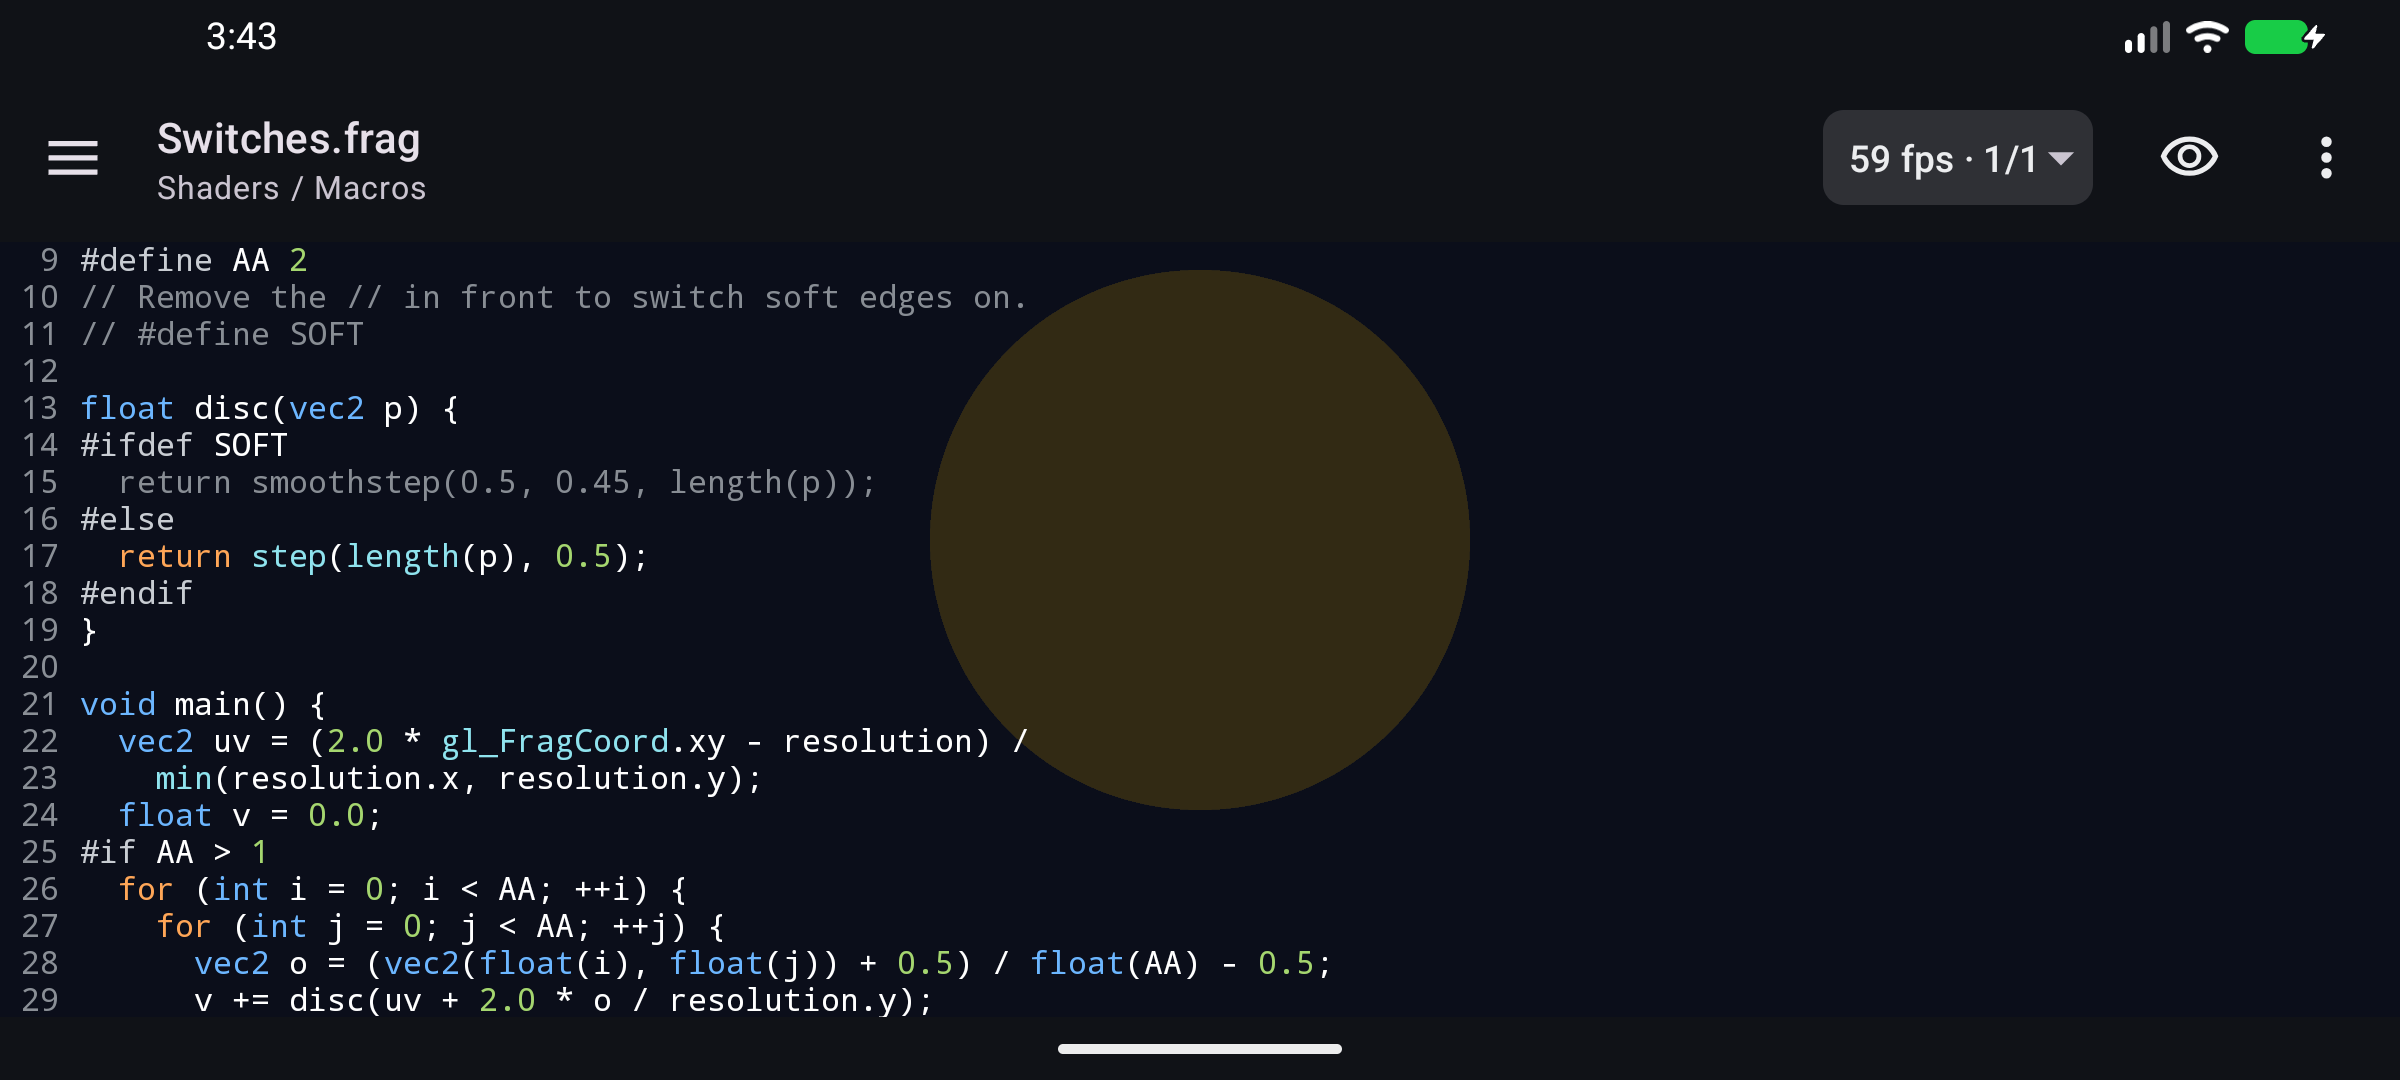 3:43
Switches.frag
Shaders / Macros
59 fps · 1/1
9 #define AA 2
10 // Remove the // in front to switch soft edges on.
11 // #define SOFT
12
13 float disc(vec2 p) {
14 #ifdef SOFT
15   return smoothstep(0.5, 0.45, length(p));
16 #else
17   return step(length(p), 0.5);
18 #endif
19 }
20
21 void main() {
22   vec2 uv = (2.0 * gl_FragCoord.xy - resolution) /
23     min(resolution.x, resolution.y);
24   float v = 0.0;
25 #if AA > 1
26   for (int i = 0; i < AA; ++i) {
27     for (int j = 0; j < AA; ++j) {
28       vec2 o = (vec2(float(i), float(j)) + 0.5) / float(AA) - 0.5;
29       v += disc(uv + 2.0 * o / resolution.y);